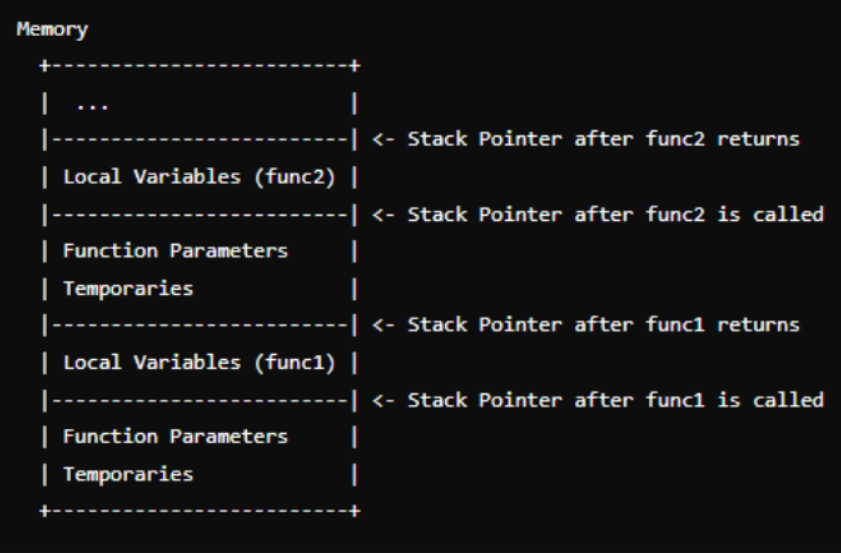 Memory
+-------------------------+
| ... |
|-------------------------| <- Stack Pointer after func2 returns
| Local Variables (func2) |
|-------------------------| <- Stack Pointer after func2 is called
| Function Parameters |
| Temporaries |
|-------------------------| <- Stack Pointer after func1 returns
| Local Variables (func1) |
|-------------------------| <- Stack Pointer after func1 is called
| Function Parameters |
| Temporaries |
+-------------------------+